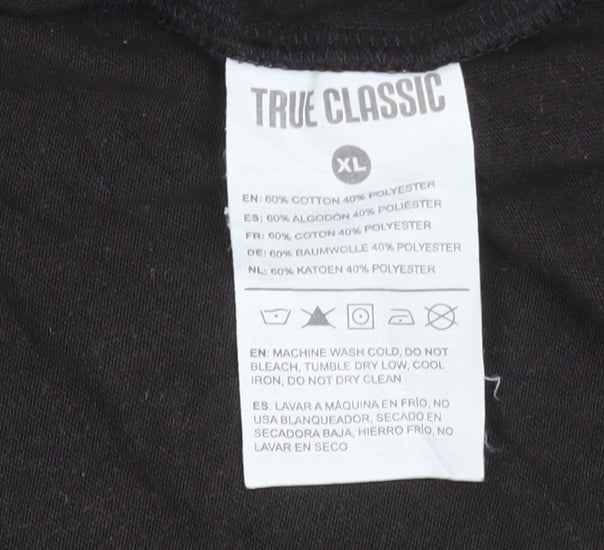 TRUE CLASSIC
XL
EN: 60% COTTON 40% POLYESTER
ES: 60% ALGODÓN 40% POLIÉSTER
FR: 60% COTON 40% POLYESTER
DE: 60% BAUMWOLLE 40% POLYESTER
NL: 60% KATOEN 40% POLYESTER
EN: MACHINE WASH COLD, DO NOT
BLEACH, TUMBLE DRY LOW, COOL
IRON, DO NOT DRY CLEAN
ES: LAVAR A MÁQUINA EN FRÍO, NO
USA BLANQUEADOR, SECADO EN
SECADORA BAJA, HIERRO FRÍO, NO
LAVAR EN SECO